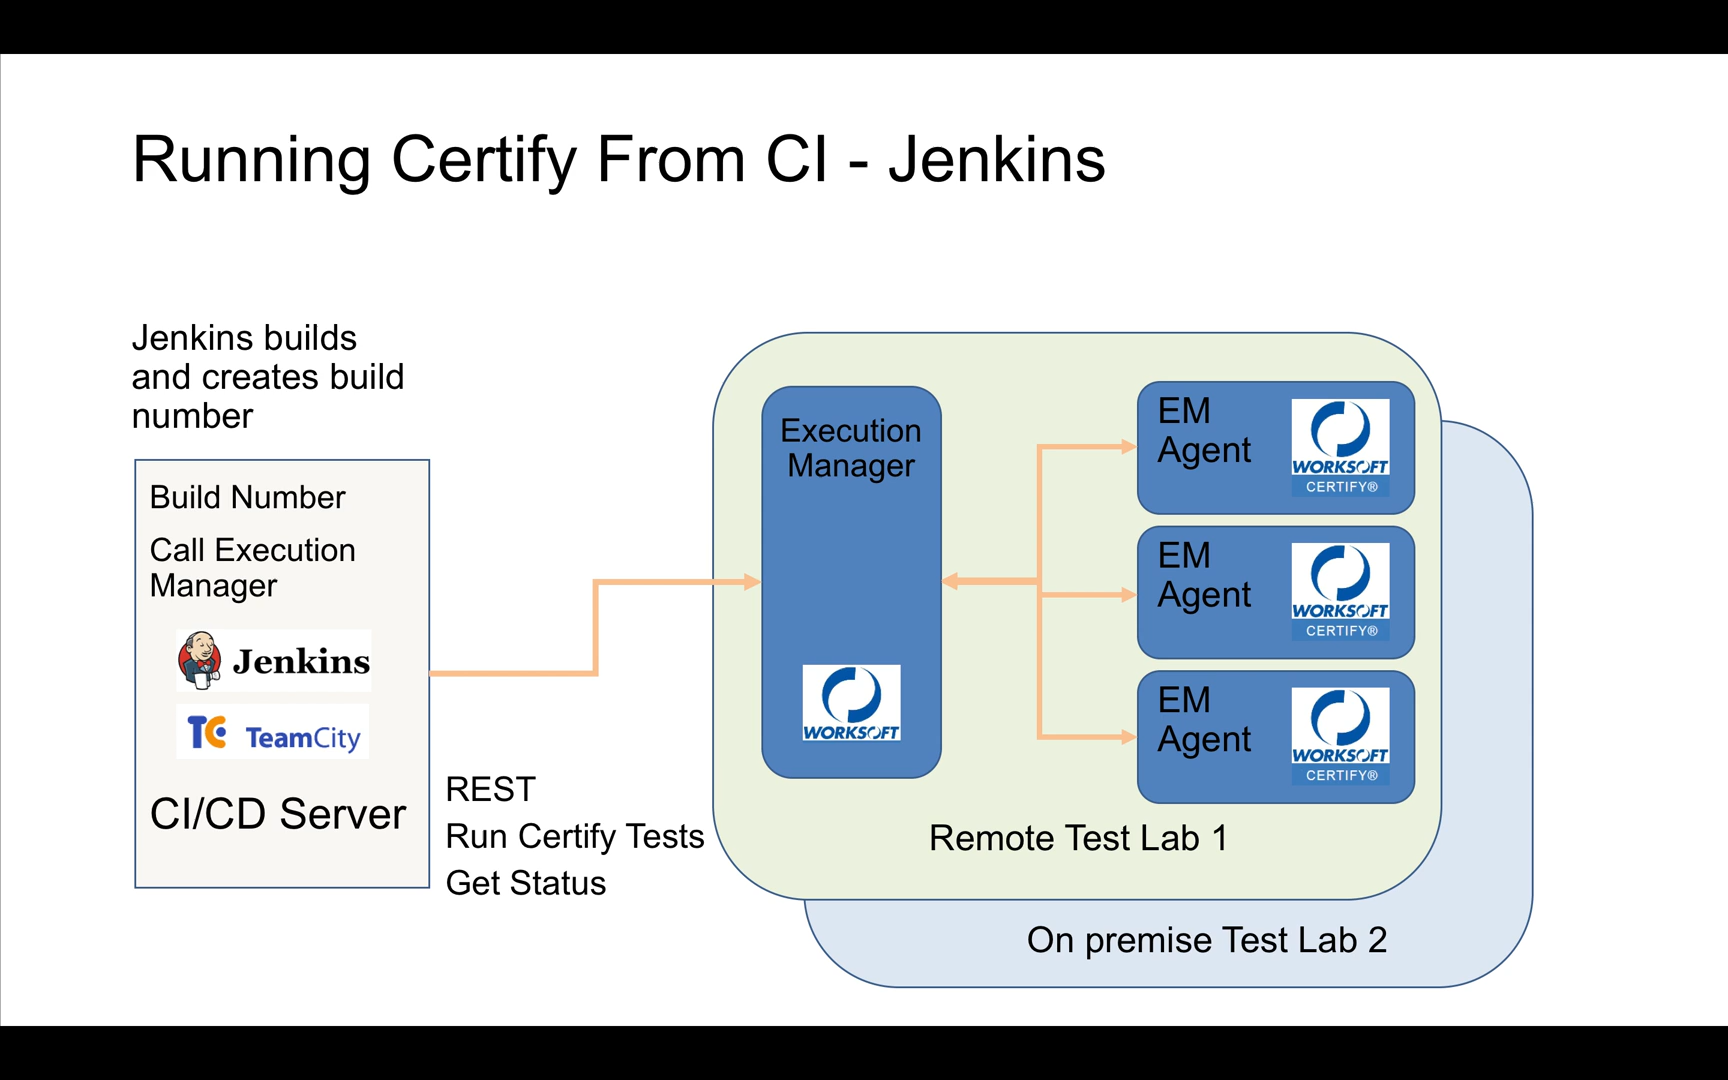 Running Certify From CI - Jenkins
Jenkins builds
and creates build
number
Build Number
Call Execution
Manager
Jenkins
TC TeamCity
CI/CD Server
REST
Run Certify Tests
Get Status
Execution
Manager
WORKSOFT
EM
Agent
WORKSOFT
CERTIFY®
EM
Agent
WORKSOFT
CERTIFY®
EM
Agent
WORKSOFT
CERTIFY®
Remote Test Lab 1
On premise Test Lab 2